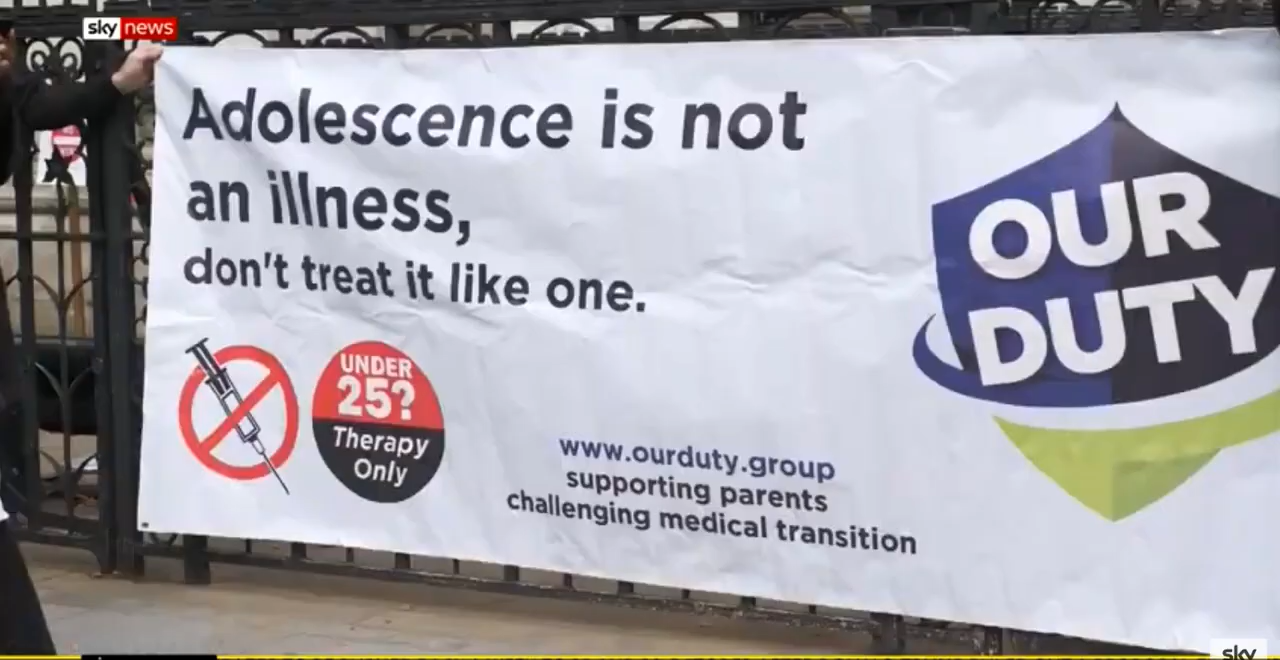 sky news
Adolescence is not
an illness,
don't treat it like one.
UNDER
25?
Therapy
Only
www.ourduty.group
supporting parents
challenging medical transition
OUR
DUTY
sky